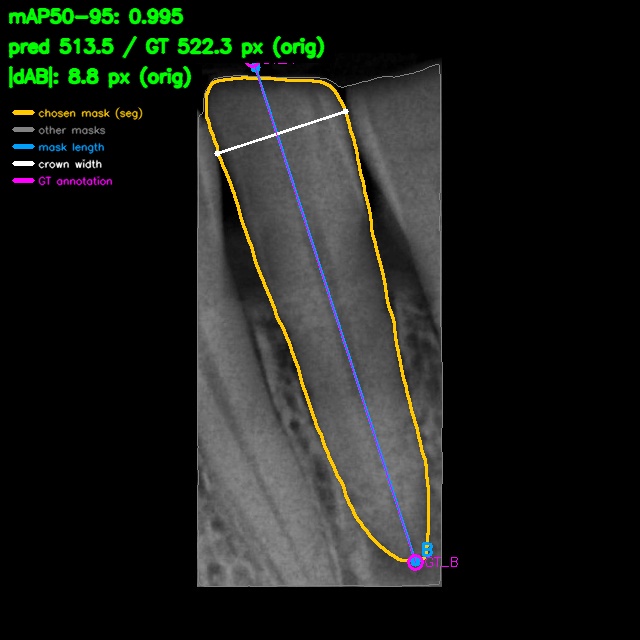 mAP50-95: 0.995
pred 513.5 / GT 522.3 px (orig)
|dAB|: 8.8 px (orig)
chosen mask (seg)
other masks
mask length
crown width
GT annotation
B
GT_B